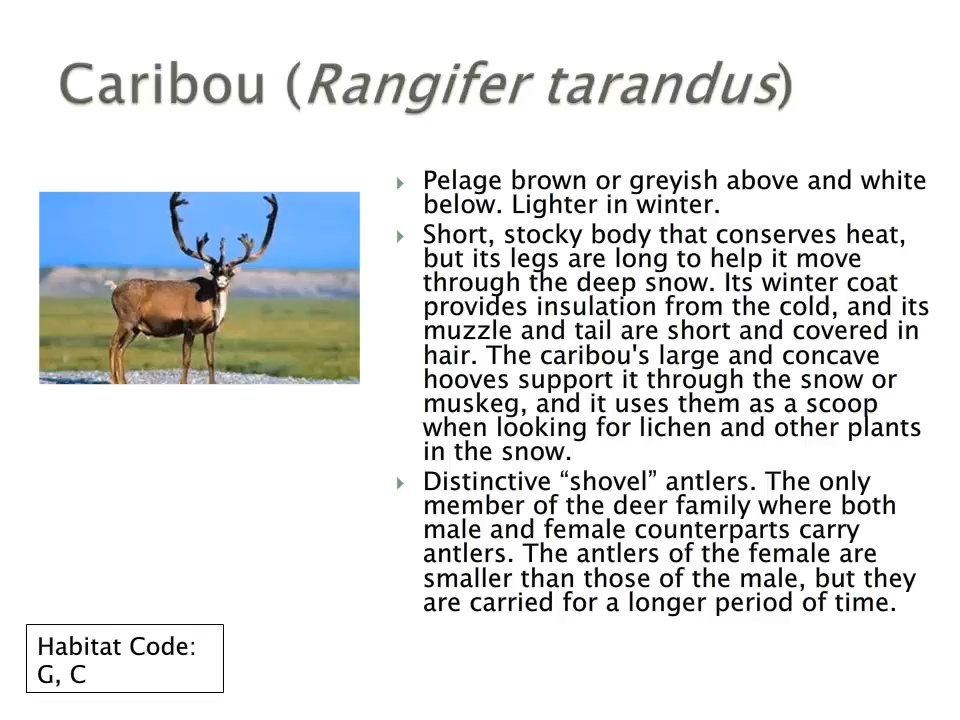 Caribou (Rangifer tarandus)
Pelage brown or greyish above and white
below. Lighter in winter.
Short, stocky body that conserves heat,
but its legs are long to help it move
through the deep snow. Its winter coat
provides insulation from the cold, and its
muzzle and tail are short and covered in
hair. The caribou's large and concave
hooves support it through the snow or
muskeg, and it uses them as a scoop
when looking for lichen and other plants
in the snow.
Distinctive “shovel” antlers. The only
member of the deer family where both
male and female counterparts carry
antlers. The antlers of the female are
smaller than those of the male, but they
are carried for a longer period of time.
Habitat Code:
G, C